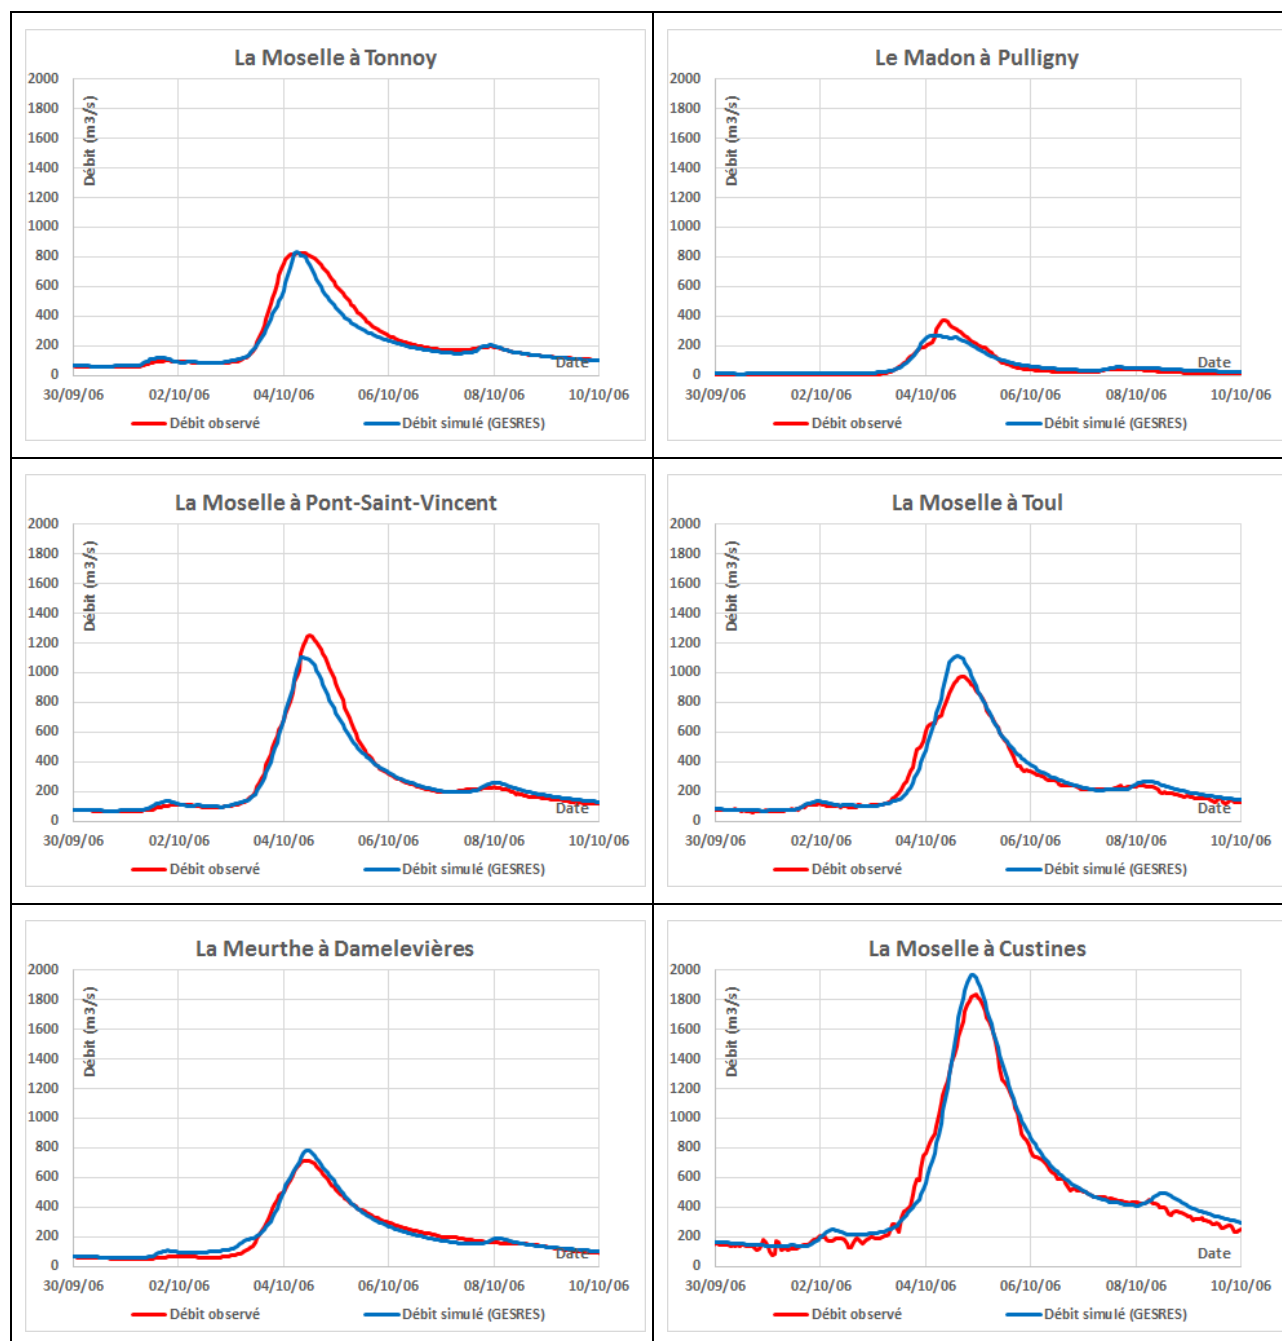 La Moselle à Tonnoy
Débit (m3/s)
2000
1800
1600
1400
1200
1000
800
600
400
200
0
Date
30/09/06 02/10/06 04/10/06 06/10/06 08/10/06 10/10/06
Débit observé Débit simulé (GESRES)
Le Madon à Pulligny
Débit (m3/s)
2000
1800
1600
1400
1200
1000
800
600
400
200
0
Date
30/09/06 02/10/06 04/10/06 06/10/06 08/10/06 10/10/06
Débit observé Débit simulé (GESRES)
La Moselle à Pont-Saint-Vincent
Débit (m3/s)
2000
1800
1600
1400
1200
1000
800
600
400
200
0
Date
30/09/06 02/10/06 04/10/06 06/10/06 08/10/06 10/10/06
Débit observé Débit simulé (GESRES)
La Moselle à Toul
Débit (m3/s)
2000
1800
1600
1400
1200
1000
800
600
400
200
0
Date
30/09/06 02/10/06 04/10/06 06/10/06 08/10/06 10/10/06
Débit observé Débit simulé (GESRES)
La Meurthe à Damelevières
Débit (m3/s)
2000
1800
1600
1400
1200
1000
800
600
400
200
0
Date
30/09/06 02/10/06 04/10/06 06/10/06 08/10/06 10/10/06
Débit observé Débit simulé (GESRES)
La Moselle à Custines
Débit (m3/s)
2000
1800
1600
1400
1200
1000
800
600
400
200
0
Date
30/09/06 02/10/06 04/10/06 06/10/06 08/10/06 10/10/06
Débit observé Débit simulé (GESRES)